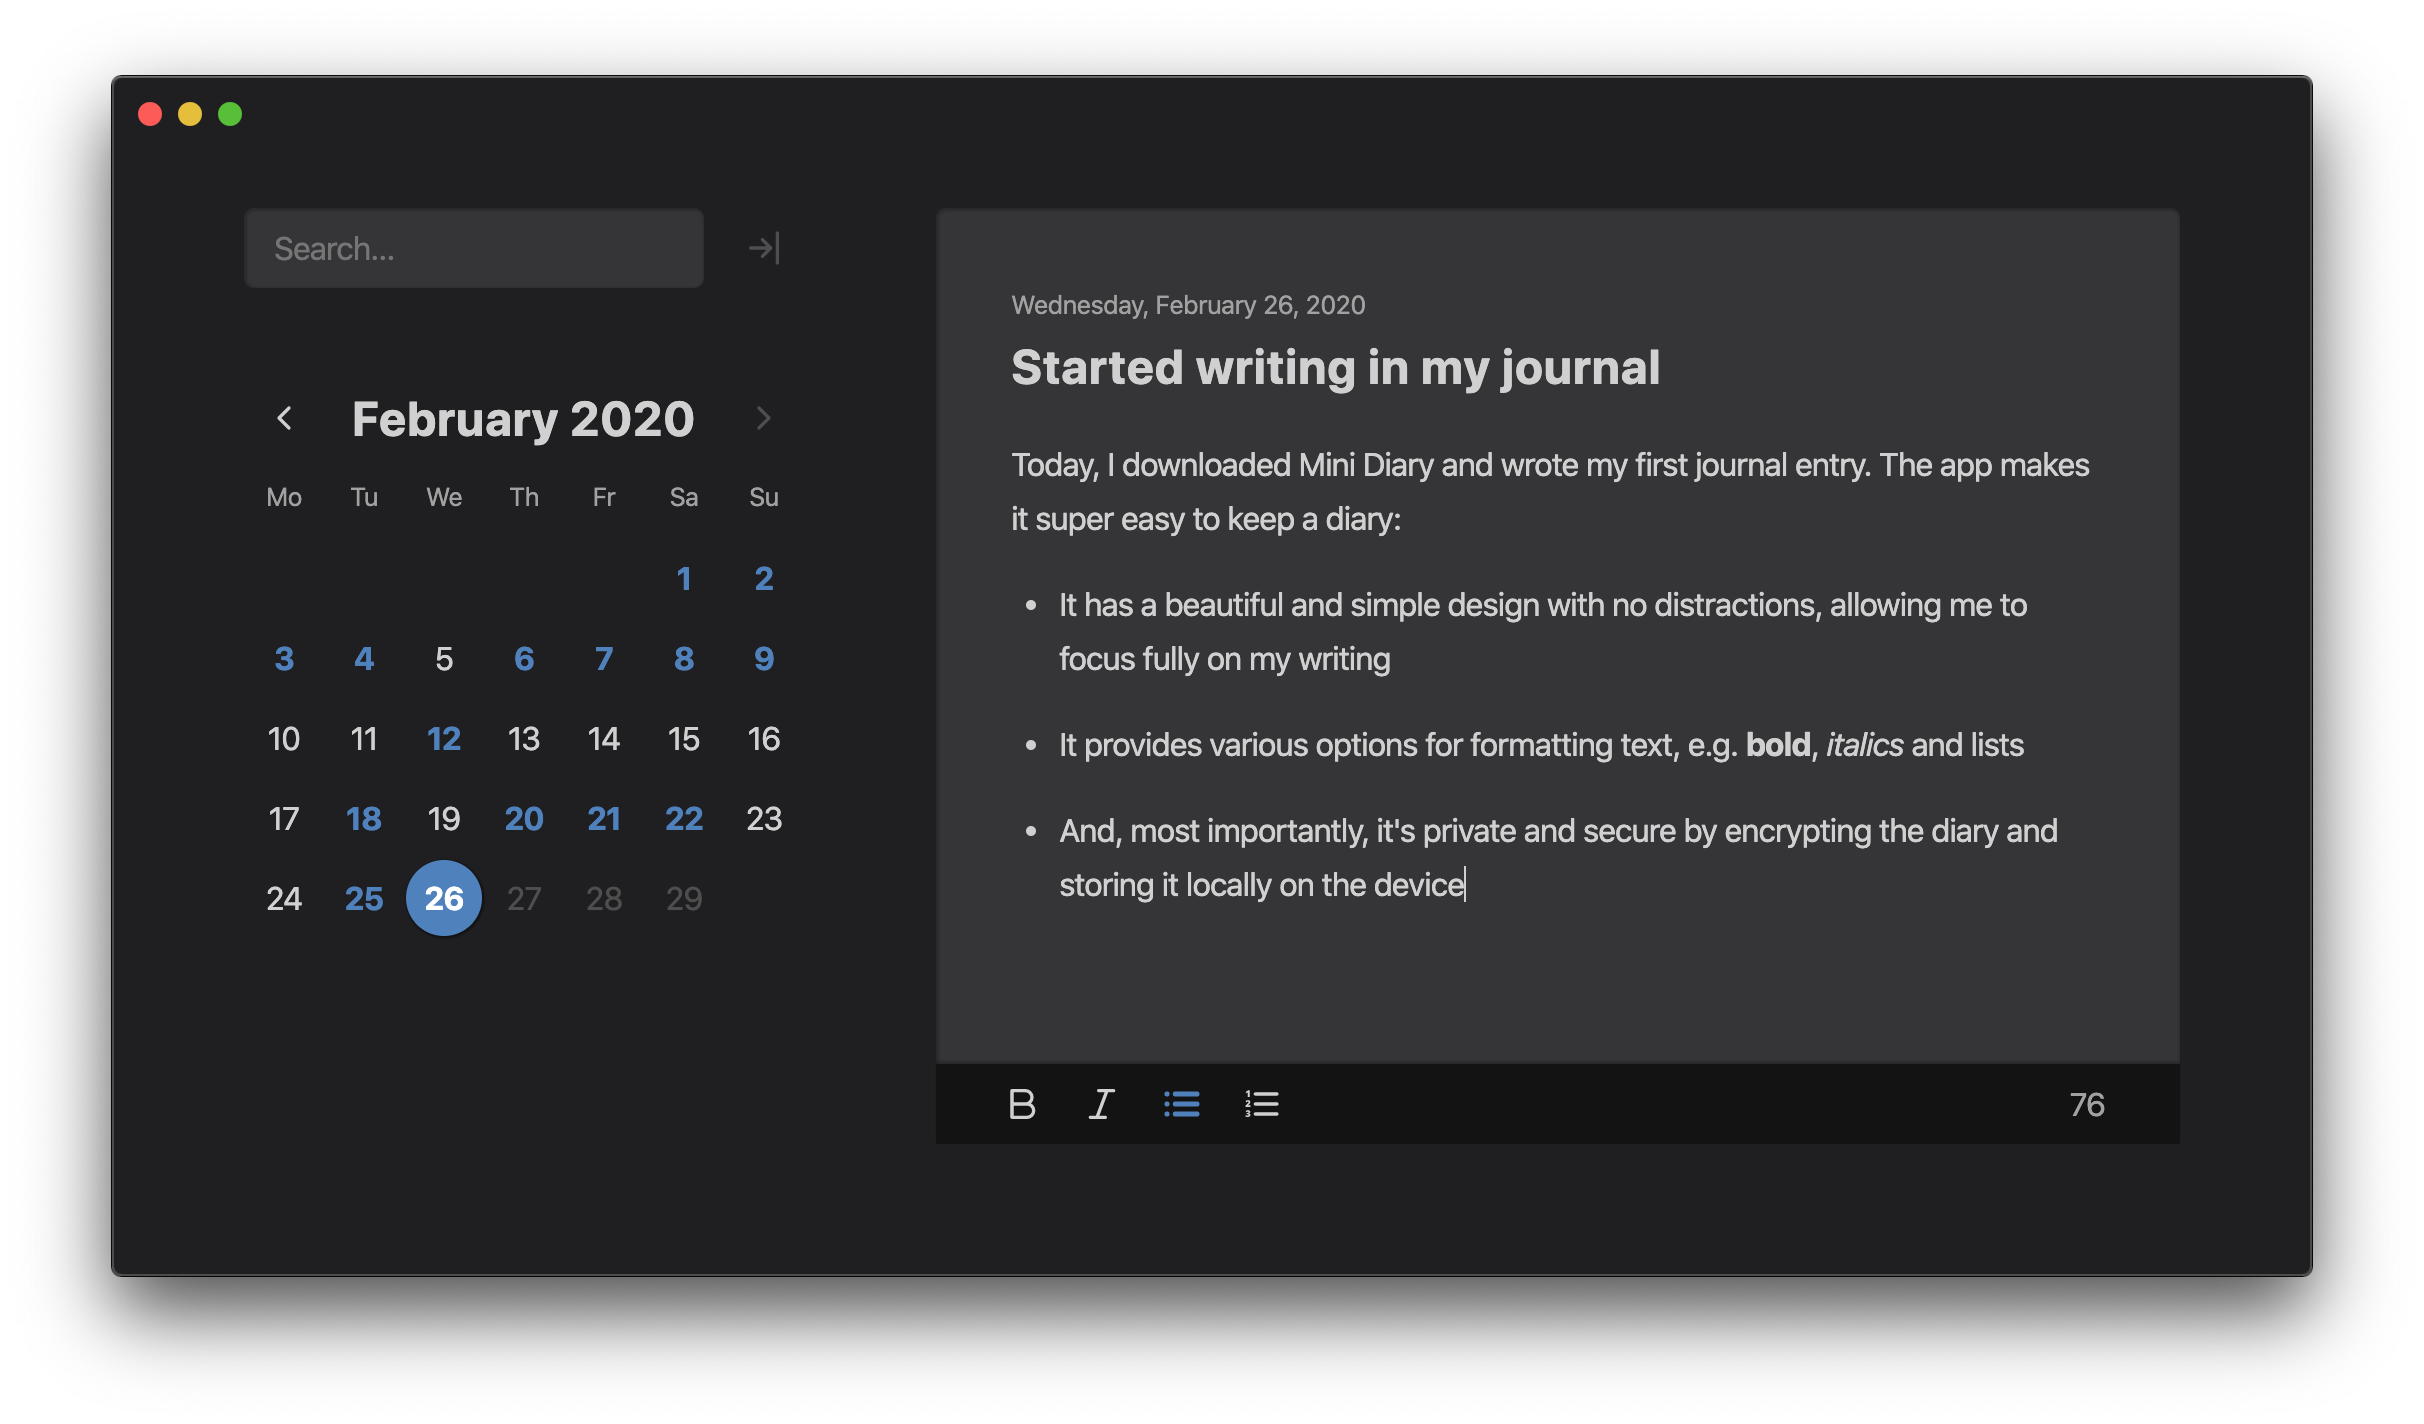 Search...
February 2020
Mo Tu We Th Fr Sa Su
1 2
3 4 5 6 7 8 9
10 11 12 13 14 15 16
17 18 19 20 21 22 23
24 25 26 27 28 29
Wednesday, February 26, 2020
Started writing in my journal
Today, I downloaded Mini Diary and wrote my first journal entry. The app makes
it super easy to keep a diary:
• It has a beautiful and simple design with no distractions, allowing me to
focus fully on my writing
• It provides various options for formatting text, e.g. bold, italics and lists
• And, most importantly, it's private and secure by encrypting the diary and
storing it locally on the device
B I 76